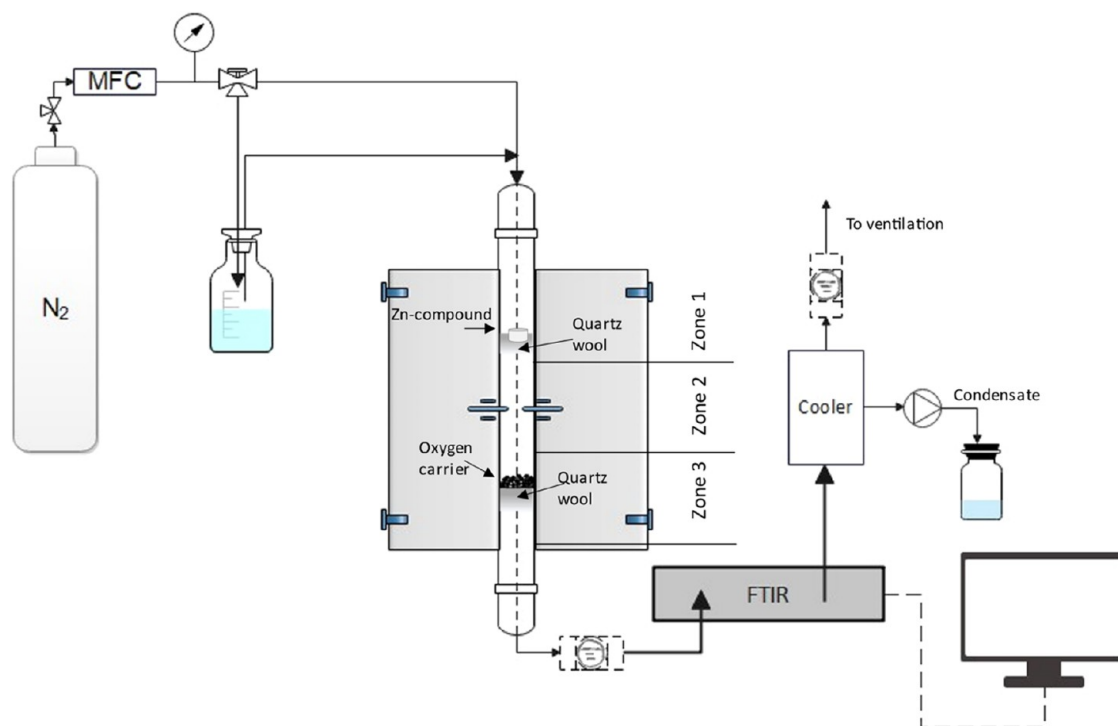 MFC
N2
To ventilation
Zn-compound
Quartz
wool
Zone 1
Zone 2
Cooler
Condensate
Oxygen
carrier
Quartz
wool
Zone 3
FTIR